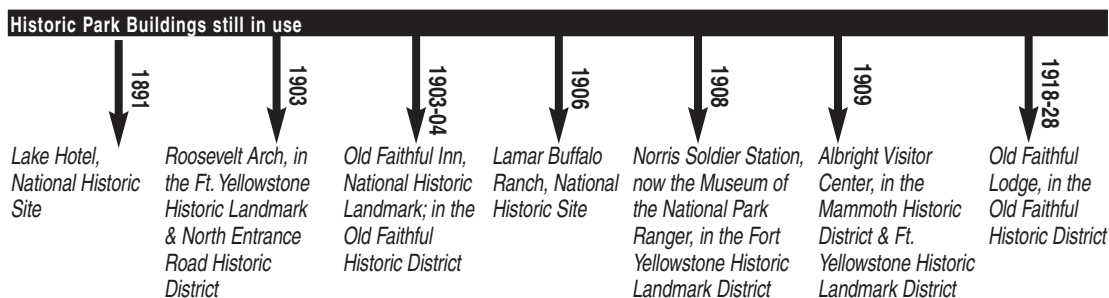 Historic Park Buildings still in use
1891
Lake Hotel,
National Historic
Site
1903
Roosevelt Arch, in
the Ft. Yellowstone
Historic Landmark
& North Entrance
Road Historic
District
1903-04
Old Faithful Inn,
National Historic
Landmark; in the
Old Faithful
Historic District
1906
Lamar Buffalo
Ranch, National
Historic Site
1908
Norris Soldier Station,
now the Museum of
the National Park
Ranger, in the Fort
Yellowstone Historic
Landmark District
1909
Albright Visitor
Center, in the
Mammoth Historic
District & Ft.
Yellowstone Historic
Landmark District
1918-28
Old Faithful
Lodge, in the
Old Faithful
Historic District